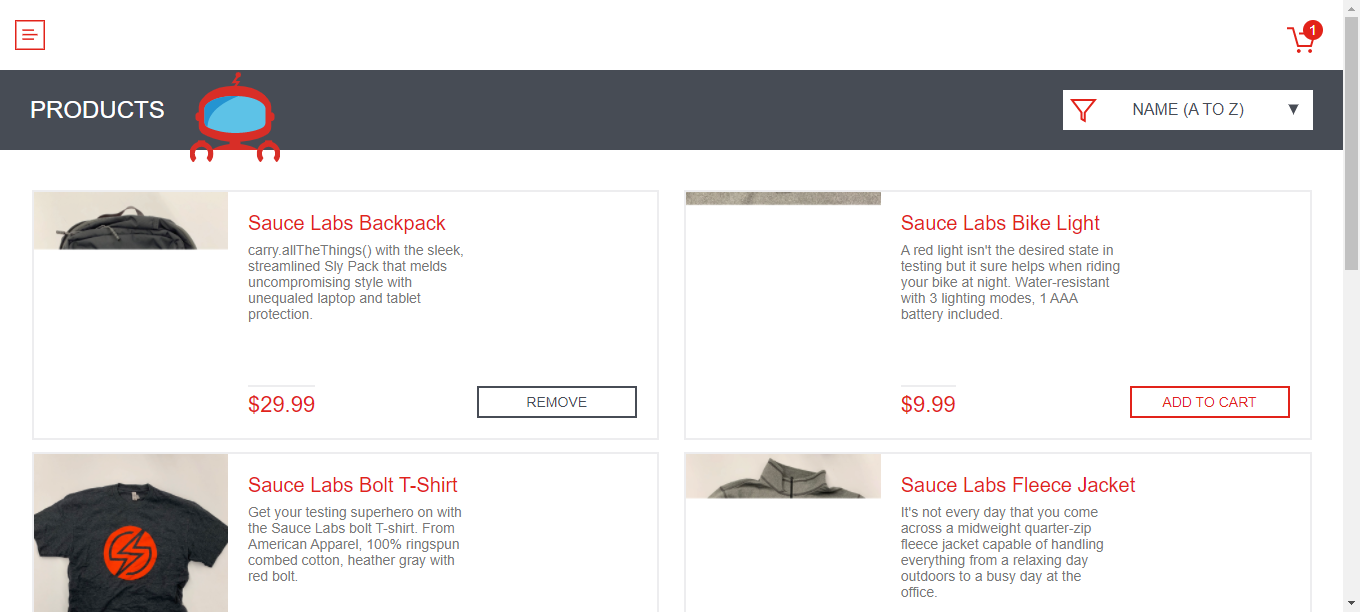 1
PRODUCTS
NAME (A TO Z)
Sauce Labs Backpack
carry.allTheThings() with the sleek,
streamlined Sly Pack that melds
uncompromising style with
unequaled laptop and tablet
protection.
$29.99
REMOVE
Sauce Labs Bike Light
A red light isn't the desired state in
testing but it sure helps when riding
your bike at night. Water-resistant
with 3 lighting modes, 1 AAA
battery included.
$9.99
ADD TO CART
Sauce Labs Bolt T-Shirt
Get your testing superhero on with
the Sauce Labs bolt T-shirt. From
American Apparel, 100% ringspun
combed cotton, heather gray with
red bolt.
Sauce Labs Fleece Jacket
It's not every day that you come
across a midweight quarter-zip
fleece jacket capable of handling
everything from a relaxing day
outdoors to a busy day at the
office.